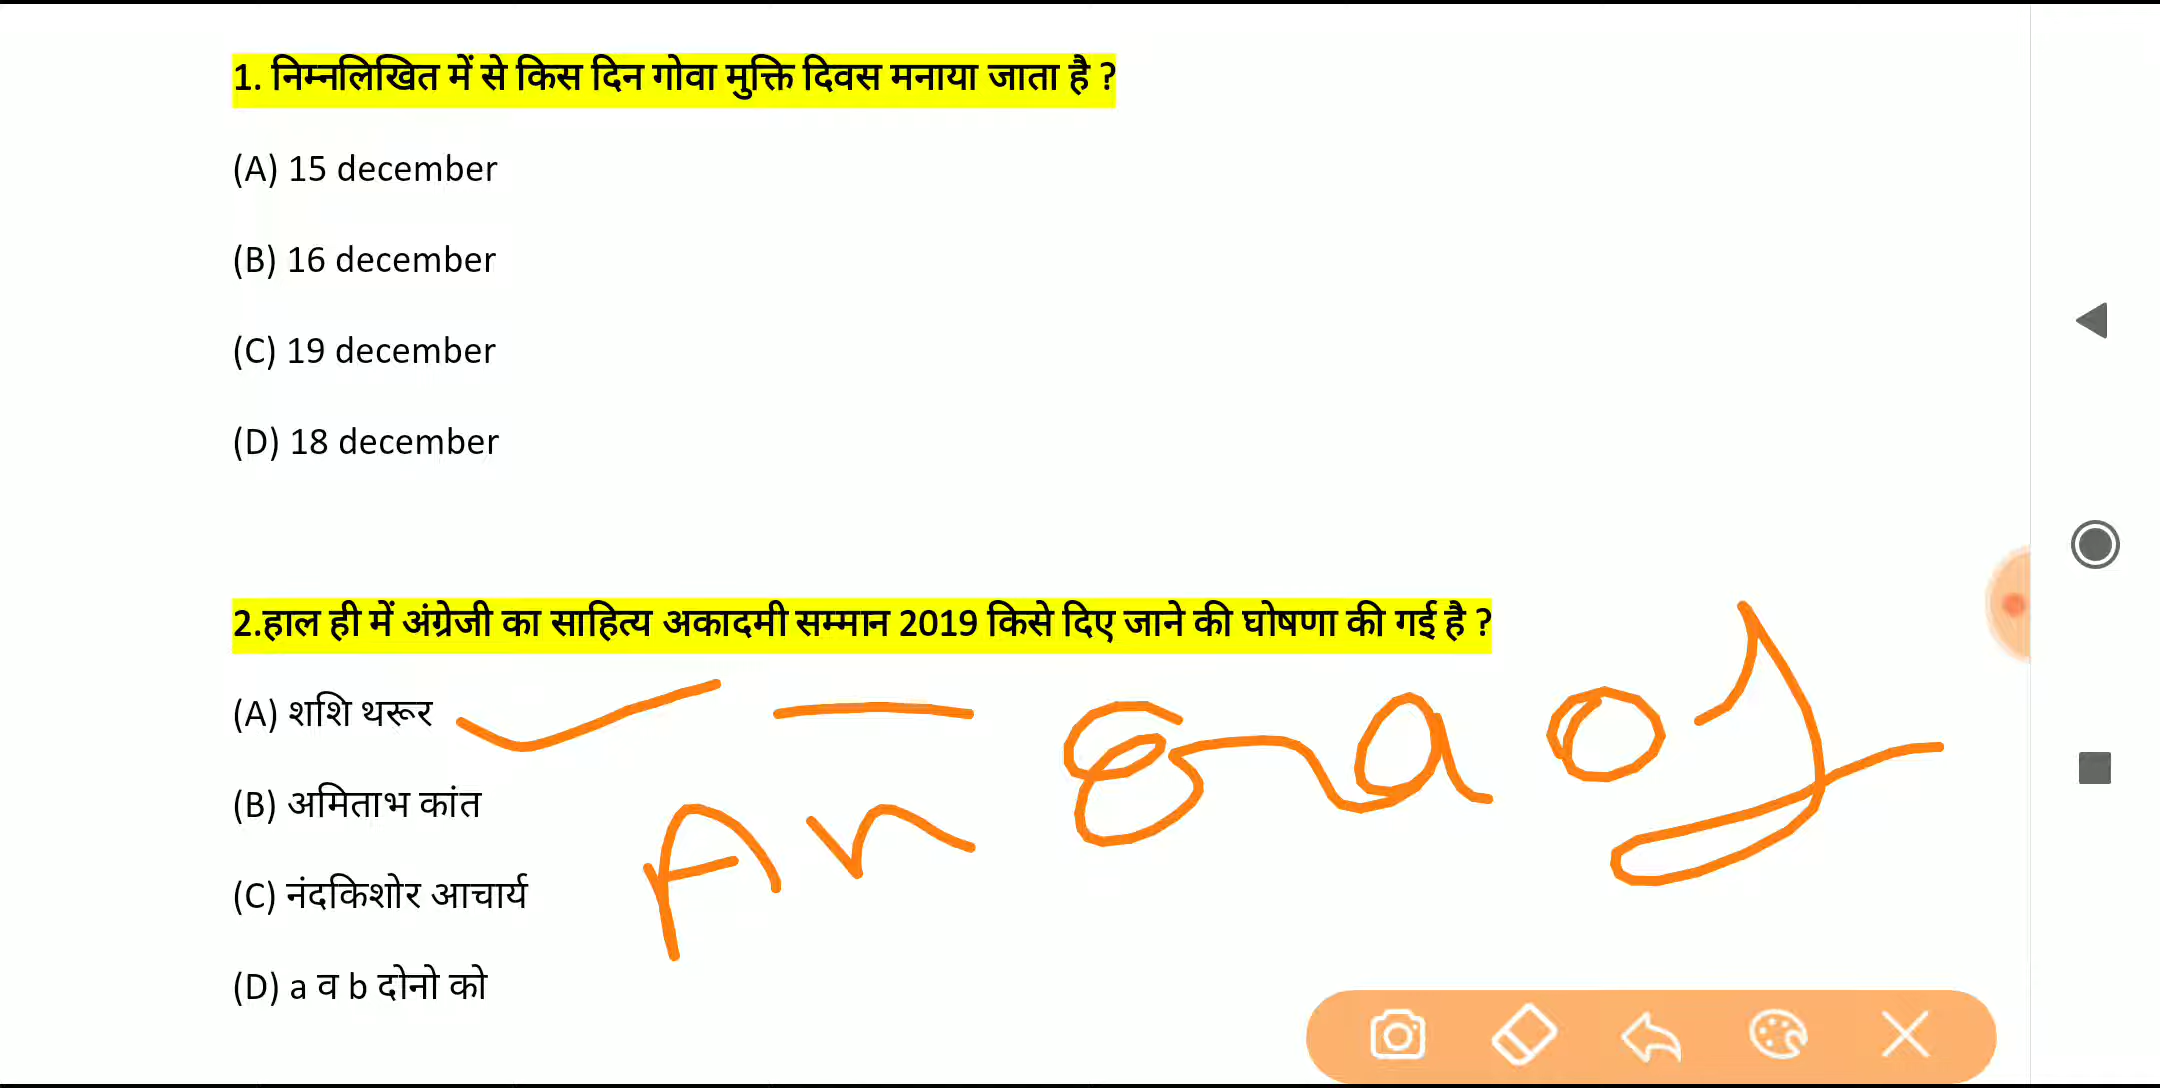 1. निम्नलिखित में से किस दिन गोवा मुक्ति दिवस मनाया जाता है ?
(A) 15 december
(B) 16 december
(C) 19 december
(D) 18 december
2.हाल ही में अंग्रेजी का साहित्य अकादमी सम्मान 2019 किसे दिए जाने की घोषणा की गई है ?
(A) शशि थरूर
(B) अमिताभ कांत
(C) नंदकिशोर आचार्य
(D) a व b दोनो को